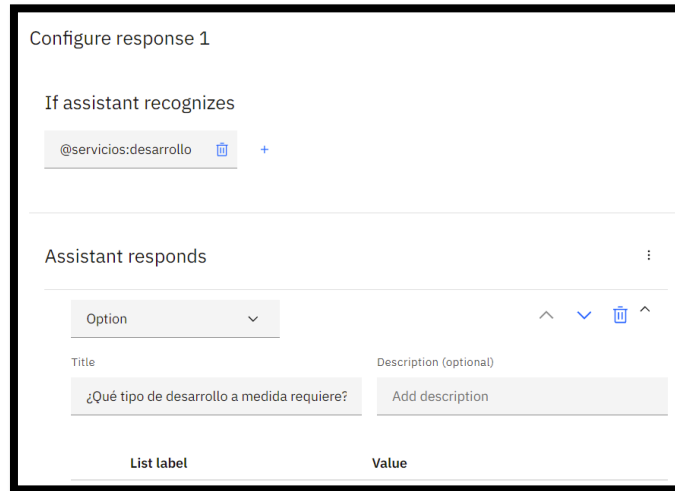 Configure response 1
If assistant recognizes
@servicios:desarrollo
+
Assistant responds
Option
Title Description (optional)
¿Qué tipo de desarrollo a medida requiere? Add description
List label Value